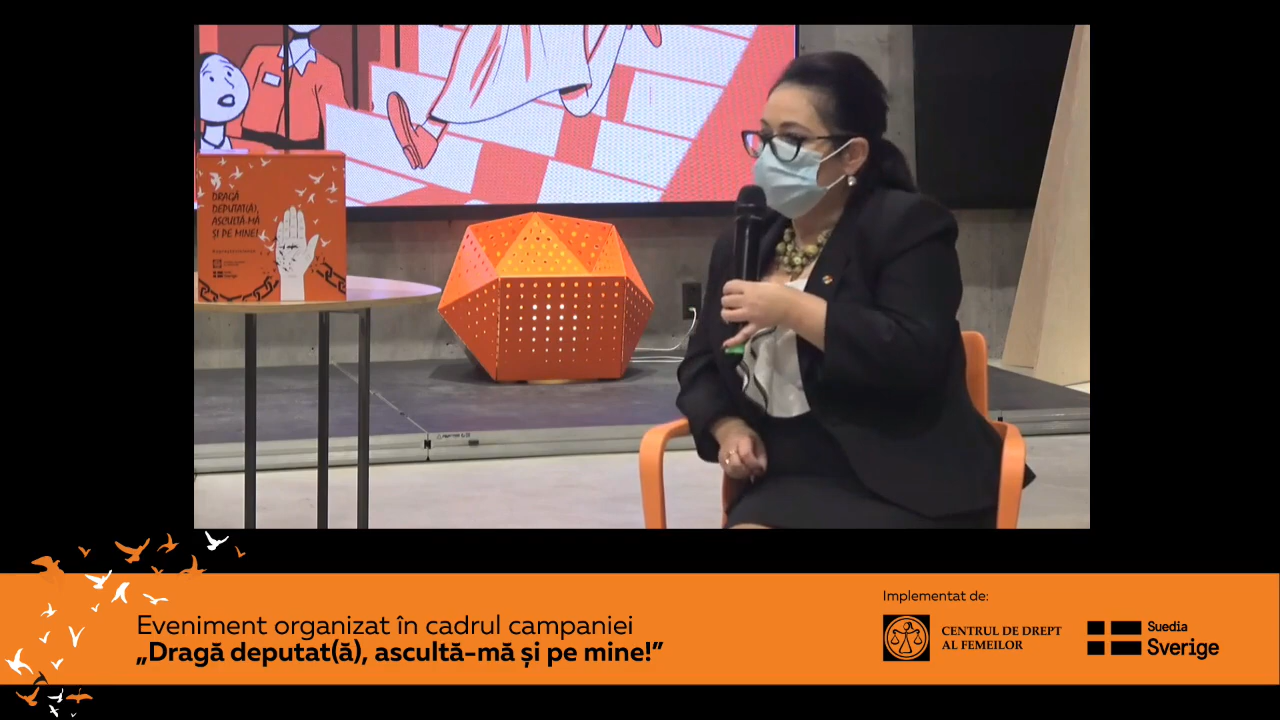 DRAGĂ
DEPUTAT(Ă),
ASCULTĂ-MĂ
ȘI PE MINE!
Sverige
Eveniment organizat în cadrul campaniei
„Dragă deputat(ă), ascultă-mă și pe mine!”
Implementat de:
CENTRUL DE DREPT
AL FEMEILOR
Suedia
Sverige